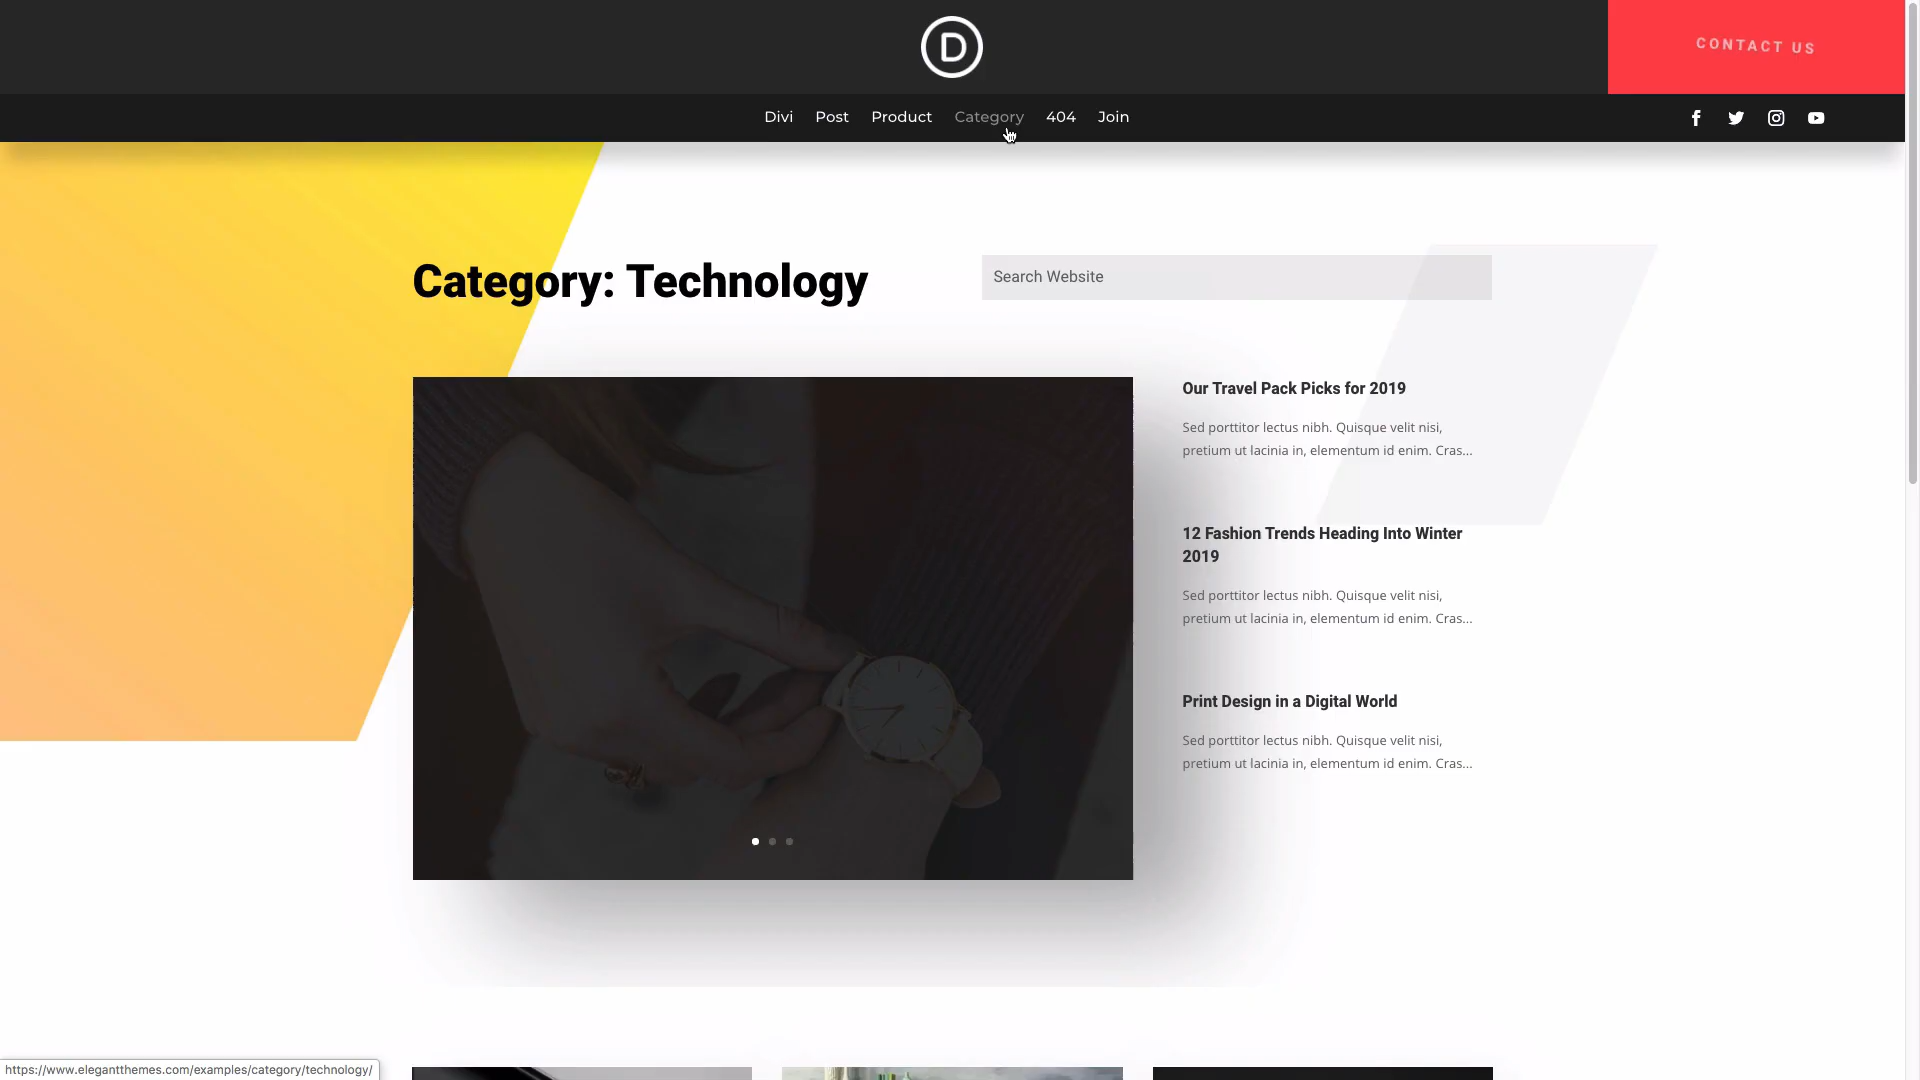 D
CONTACT US
Divi Post Product Category 404 Join
Category: Technology
Search Website
Our Travel Pack Picks for 2019
Sed porttitor lectus nibh. Quisque velit nisi,
pretium ut lacinia in, elementum id enim. Cras...
12 Fashion Trends Heading Into Winter
2019
Sed porttitor lectus nibh. Quisque velit nisi,
pretium ut lacinia in, elementum id enim. Cras...
Print Design in a Digital World
Sed porttitor lectus nibh. Quisque velit nisi,
pretium ut lacinia in, elementum id enim. Cras...
https://www.elegantthemes.com/examples/category/technology/